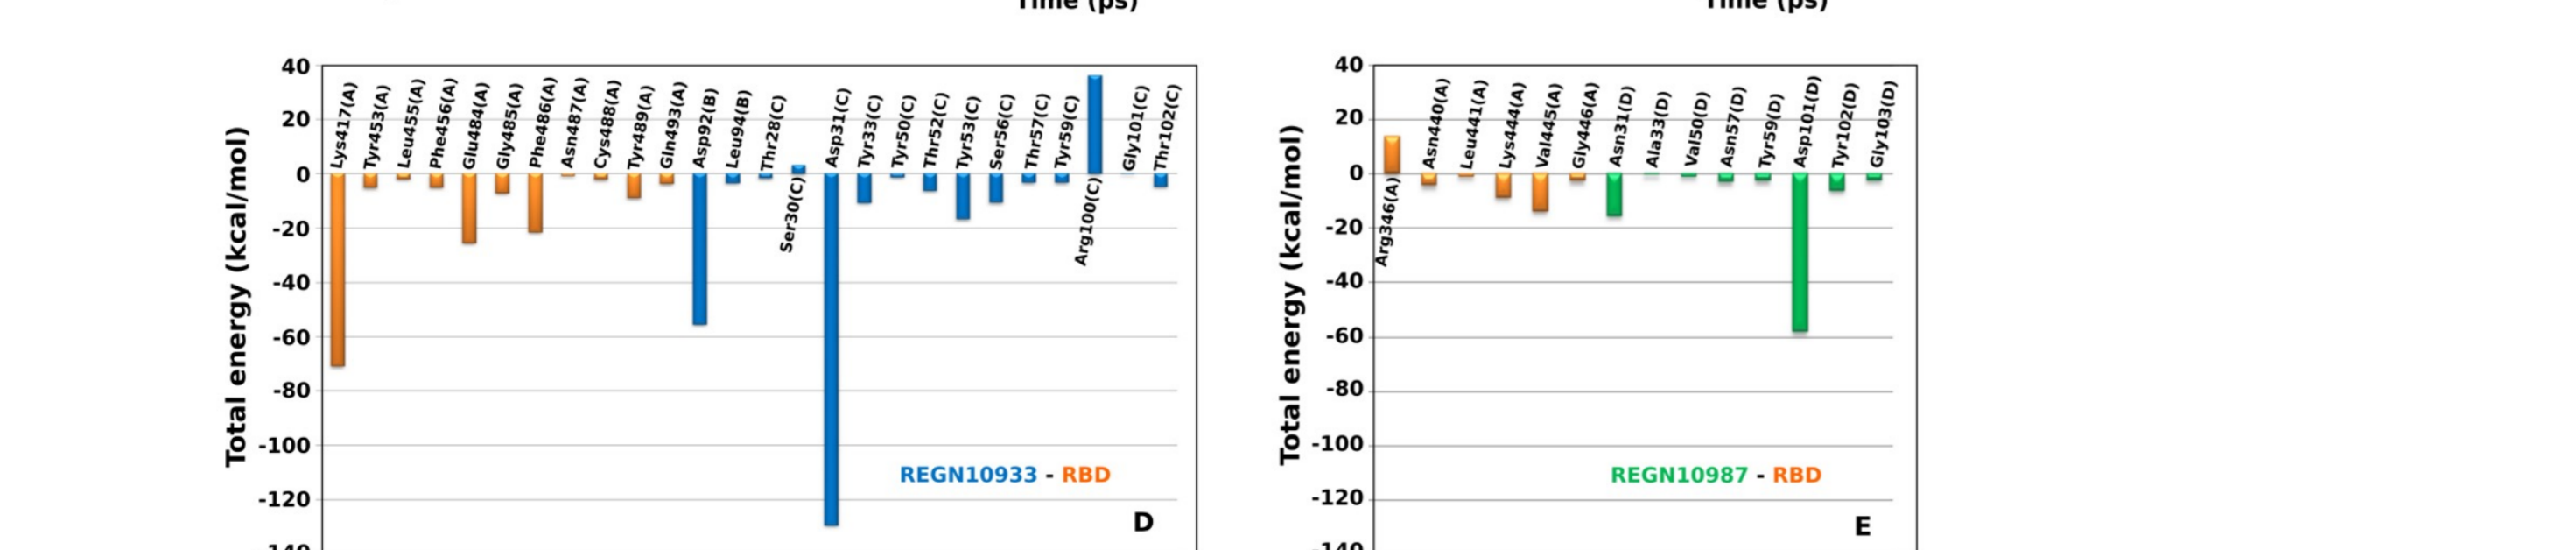 Time (ps)
Time (ps)
Total energy (kcal/mol)
40
20
0
-20
-40
-60
-80
-100
-120
-140
Lys417(A)
Tyr453(A)
Leu455(A)
Phe456(A)
Glu484(A)
Gly485(A)
Phe486(A)
Asn487(A)
Cys488(A)
Tyr489(A)
Gln493(A)
Asp92(B)
Leu94(B)
Thr28(C)
Ser30(C)
Asp31(C)
Tyr33(C)
Tyr50(C)
Thr52(C)
Tyr53(C)
Ser56(C)
Thr57(C)
Tyr59(C)
Arg100(C)
Gly101(C)
Thr102(C)
REGN10933 - RBD
D
Total energy (kcal/mol)
40
20
0
-20
-40
-60
-80
-100
-120
-140
Arg346(A)
Asn440(A)
Leu441(A)
Lys444(A)
Val445(A)
Gly446(A)
Asn31(D)
Ala33(D)
Val50(D)
Asn57(D)
Tyr59(D)
Asp101(D)
Tyr102(D)
Gly103(D)
REGN10987 - RBD
E